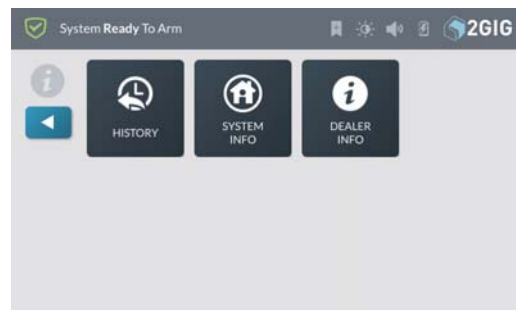 System Ready To Arm
2GIG
HISTORY
SYSTEM
INFO
DEALER
INFO